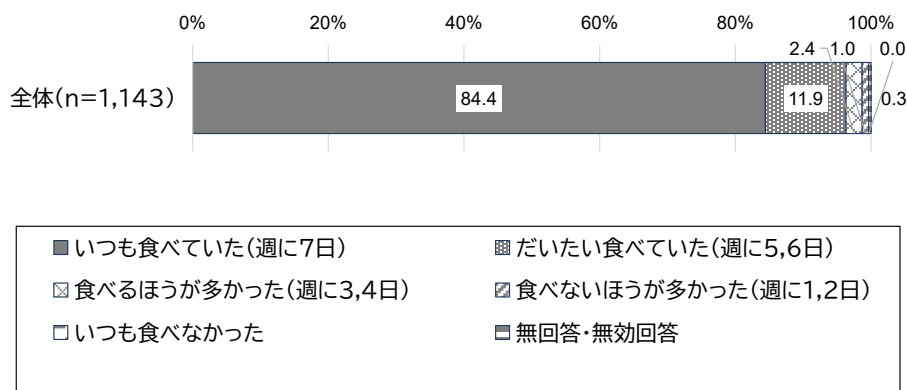 0% 20% 40% 60% 80% 100%
2.4 1.0 0.0
全体(n=1,143) 84.4 11.9 0.3
いつも食べていた(週に7日) だいたい食べていた(週に5,6日)
食べるほうが多かった(週に3,4日) 食べないほうが多かった(週に1,2日)
いつも食べなかった 無回答・無効回答